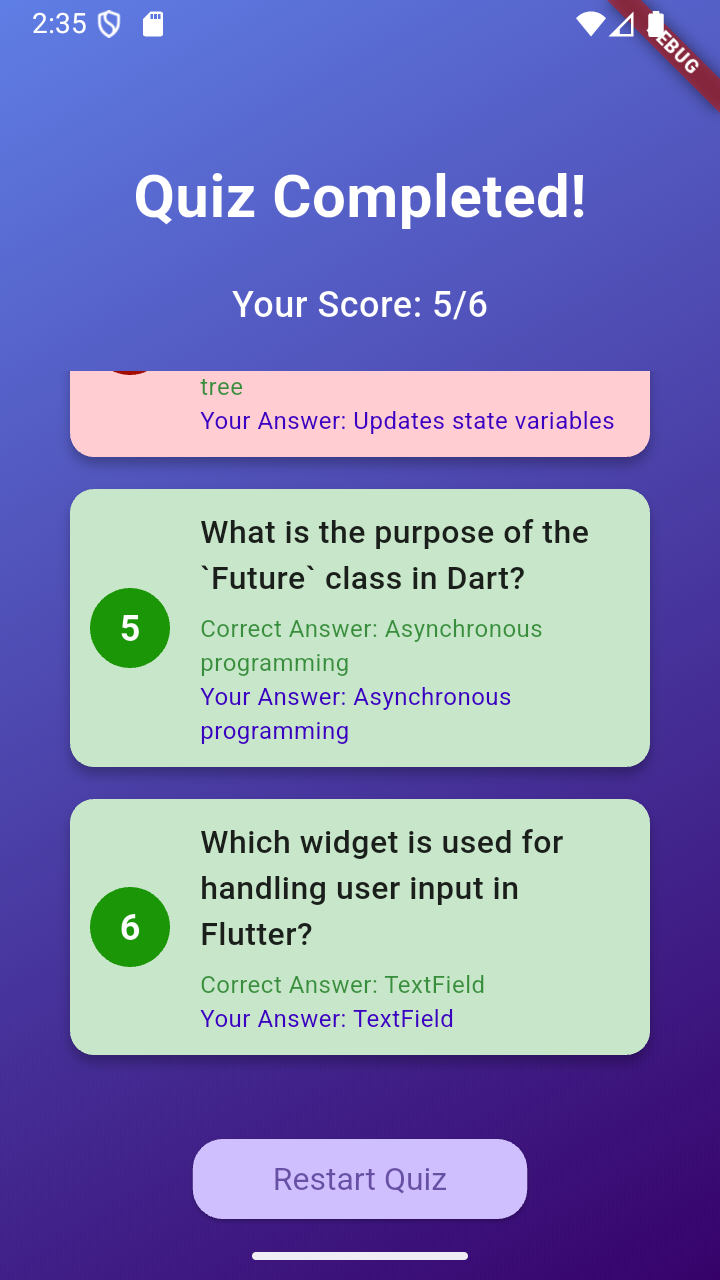 2:35
DEBUG
Quiz Completed!
Your Score: 5/6
tree
Your Answer: Updates state variables
What is the purpose of the
`Future` class in Dart?
5
Correct Answer: Asynchronous
programming
Your Answer: Asynchronous
programming
Which widget is used for
handling user input in
Flutter?
6
Correct Answer: TextField
Your Answer: TextField
Restart Quiz